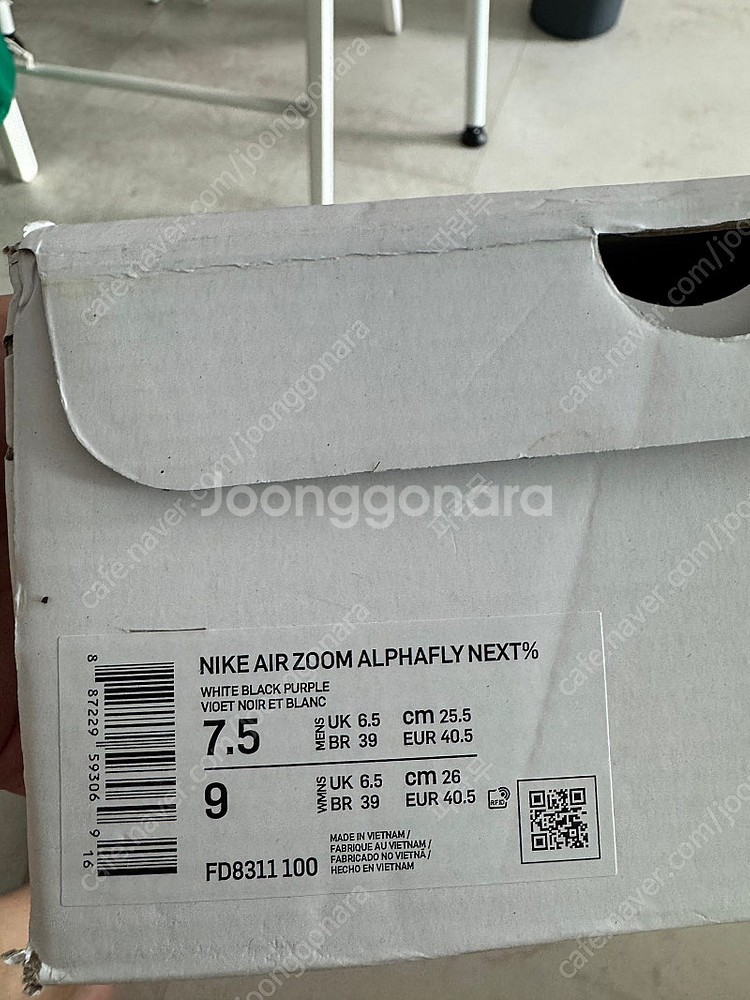 cafe.naver.com/joonggonara
파란두
Joonggonara
NIKE AIR ZOOM ALPHAFLY NEXT%
WHITE BLACK PURPLE
VIOET NOIR ET BLANC
7.5
MENS
UK 6.5
cm 25.5
BR 39
EUR 40.5
9
WMNS
UK 6.5
cm 26
BR 39
EUR 40.5
RFID
FD8311 100
MADE IN VIETNAM /
FABRIQUE AU VIETNAM /
FABRICADO NO VIETNÃ /
HECHO EN VIETNAM
8 87229 59306 9 16